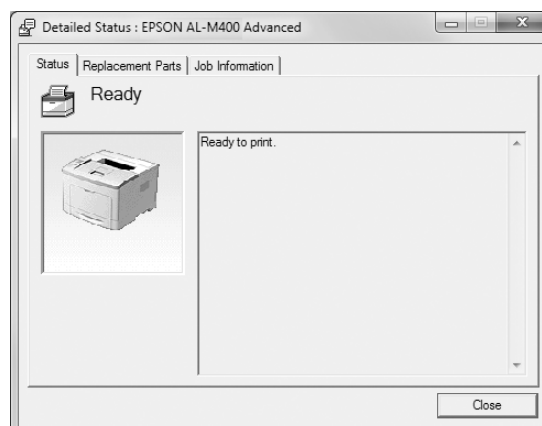 Detailed Status : EPSON AL-M400 Advanced
Status Replacement Parts Job Information
Ready
Ready to print.
Close